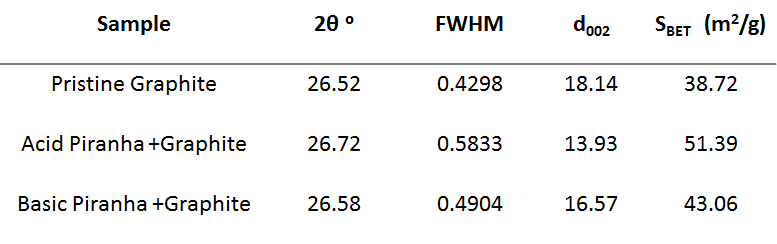 Sample 2θ ° FWHM d002 SBET (m2/g)
Pristine Graphite 26.52 0.4298 18.14 38.72
Acid Piranha +Graphite 26.72 0.5833 13.93 51.39
Basic Piranha +Graphite 26.58 0.4904 16.57 43.06